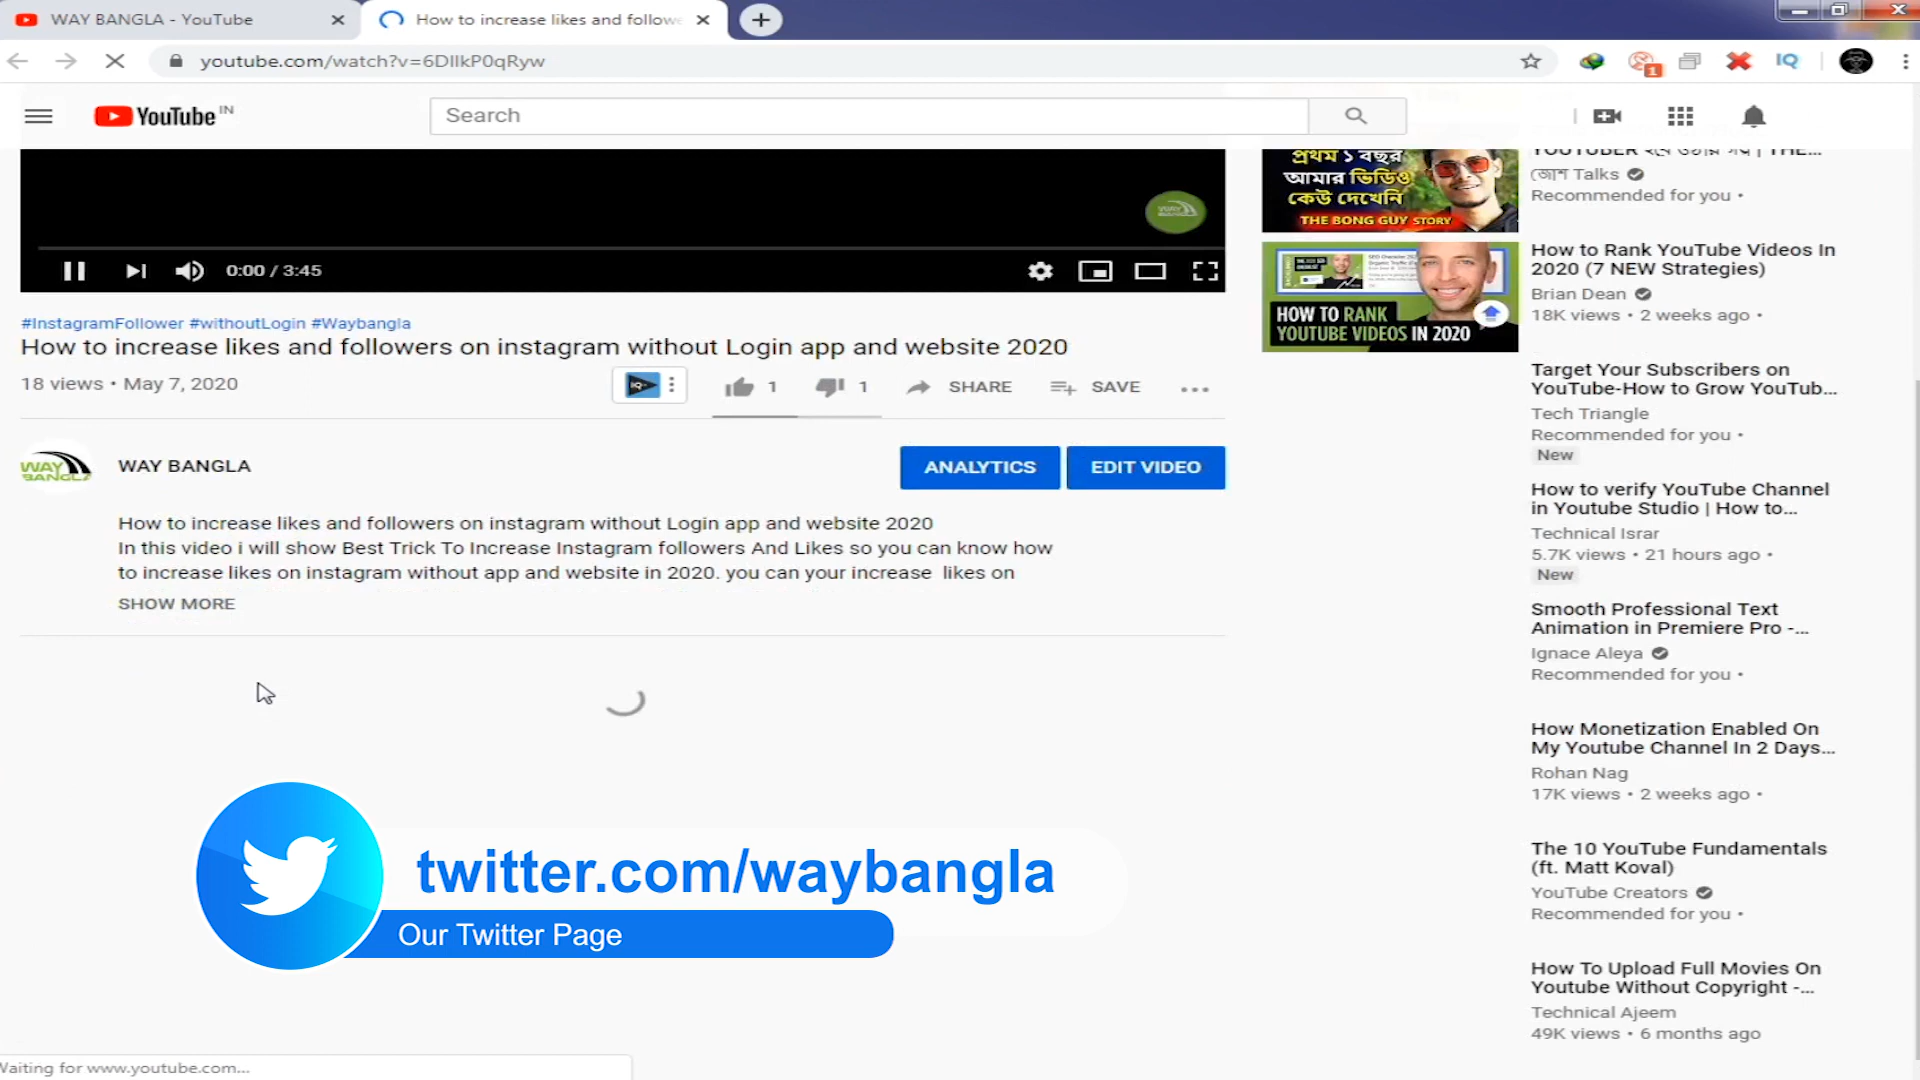 WAY BANGLA - YouTube
How to increase likes and follow
youtube.com/watch?v=6DIIkP0qRyw
1
IQ
YouTube IN
Search
0:00 / 3:45
#InstagramFollower #withoutLogin #Waybangla
How to increase likes and followers on instagram without Login app and website 2020
18 views • May 7, 2020
IQ
1
1
SHARE
SAVE
WAY BANGLA
WAY BANGLA
ANALYTICS
EDIT VIDEO
How to increase likes and followers on instagram without Login app and website 2020
In this video i will show Best Trick To Increase Instagram followers And Likes so you can know how
to increase likes on instagram without app and website in 2020. you can your increase likes on
SHOW MORE
twitter.com/waybangla
Our Twitter Page
Waiting for www.youtube.com...
প্রথম ১ বছর
আমার ভিডিও
কেউ দেখেনি
THE BONG GUY STORY
জোশ Talks
Recommended for you •
HOW TO RANK
YOUTUBE VIDEOS IN 2020
How to Rank YouTube Videos In
2020 (7 NEW Strategies)
Brian Dean
18K views • 2 weeks ago •
Target Your Subscribers on
YouTube-How to Grow YouTub...
Tech Triangle
Recommended for you •
New
How to verify YouTube Channel
in Youtube Studio | How to...
Technical Israr
5.7K views • 21 hours ago •
New
Smooth Professional Text
Animation in Premiere Pro -...
Ignace Aleya
Recommended for you •
How Monetization Enabled On
My Youtube Channel In 2 Days...
Rohan Nag
17K views • 2 weeks ago •
The 10 YouTube Fundamentals
(ft. Matt Koval)
YouTube Creators
Recommended for you •
How To Upload Full Movies On
Youtube Without Copyright -...
Technical Ajeem
49K views • 6 months ago